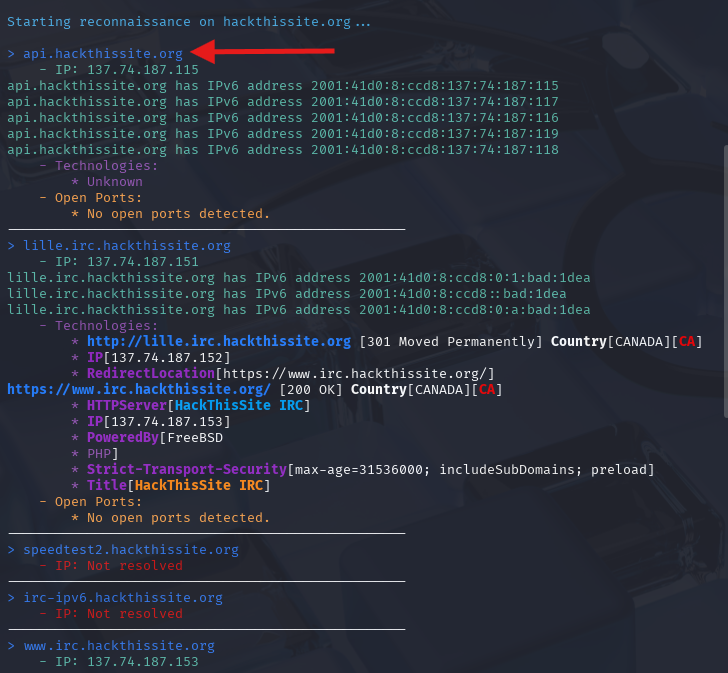 Starting reconnaissance on hackthissite.org...
> api.hackthissite.org
- IP: 137.74.187.115
api.hackthissite.org has IPv6 address 2001:41d0:8:ccd8:137:74:187:115
api.hackthissite.org has IPv6 address 2001:41d0:8:ccd8:137:74:187:117
api.hackthissite.org has IPv6 address 2001:41d0:8:ccd8:137:74:187:116
api.hackthissite.org has IPv6 address 2001:41d0:8:ccd8:137:74:187:119
api.hackthissite.org has IPv6 address 2001:41d0:8:ccd8:137:74:187:118
- Technologies:
* Unknown
- Open Ports:
* No open ports detected.
> lille.irc.hackthissite.org
- IP: 137.74.187.151
lille.irc.hackthissite.org has IPv6 address 2001:41d0:8:ccd8:0:1:bad:1dea
lille.irc.hackthissite.org has IPv6 address 2001:41d0:8:ccd8::bad:1dea
lille.irc.hackthissite.org has IPv6 address 2001:41d0:8:ccd8:0:a:bad:1dea
- Technologies:
* http://lille.irc.hackthissite.org [301 Moved Permanently] Country[CANADA][CA]
* IP[137.74.187.152]
* RedirectLocation[https://www.irc.hackthissite.org/]
https://www.irc.hackthissite.org/ [200 OK] Country[CANADA][CA]
* HTTPServer[HackThisSite IRC]
* IP[137.74.187.153]
* PoweredBy[FreeBSD
* PHP]
* Strict-Transport-Security[max-age=31536000; includeSubDomains; preload]
* Title[HackThisSite IRC]
- Open Ports:
* No open ports detected.
> speedtest2.hackthissite.org
- IP: Not resolved
> irc-ipv6.hackthissite.org
- IP: Not resolved
> www.irc.hackthissite.org
- IP: 137.74.187.153